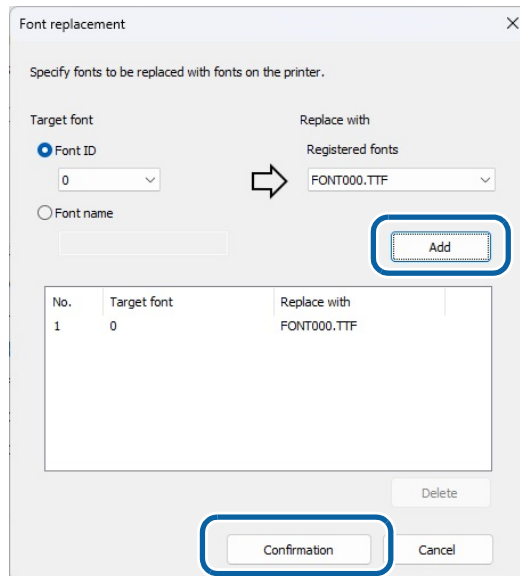 Font replacement
Specify fonts to be replaced with fonts on the printer.
Target font
Replace with
Font ID
Registered fonts
0
FONT000.TTF
Font name
Add
No. Target font Replace with
1 0 FONT000.TTF
Delete
Confirmation Cancel